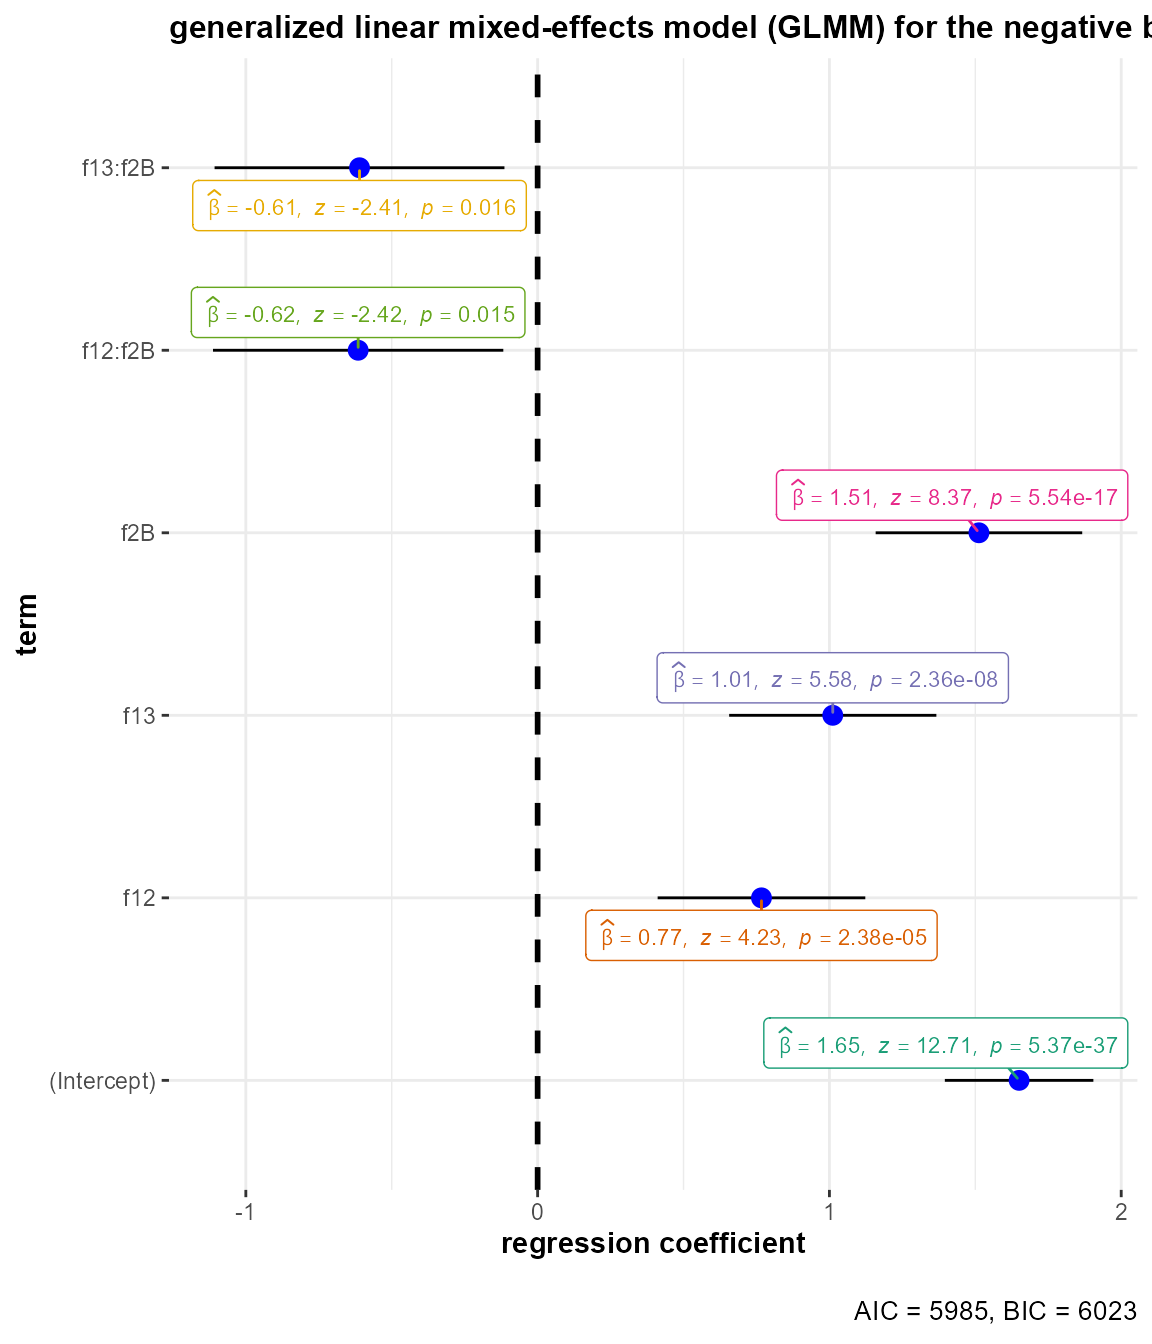 generalized linear mixed-effects model (GLMM) for the negative b
f13:f2B
β̂ = -0.61, z = -2.41, p = 0.016
β̂ = -0.62, z = -2.42, p = 0.015
f12:f2B
β̂ = 1.51, z = 8.37, p = 5.54e-17
f2B
term
β̂ = 1.01, z = 5.58, p = 2.36e-08
f13
f12
β̂ = 0.77, z = 4.23, p = 2.38e-05
β̂ = 1.65, z = 12.71, p = 5.37e-37
(Intercept)
-1 0 1 2
regression coefficient
AIC = 5985, BIC = 6023